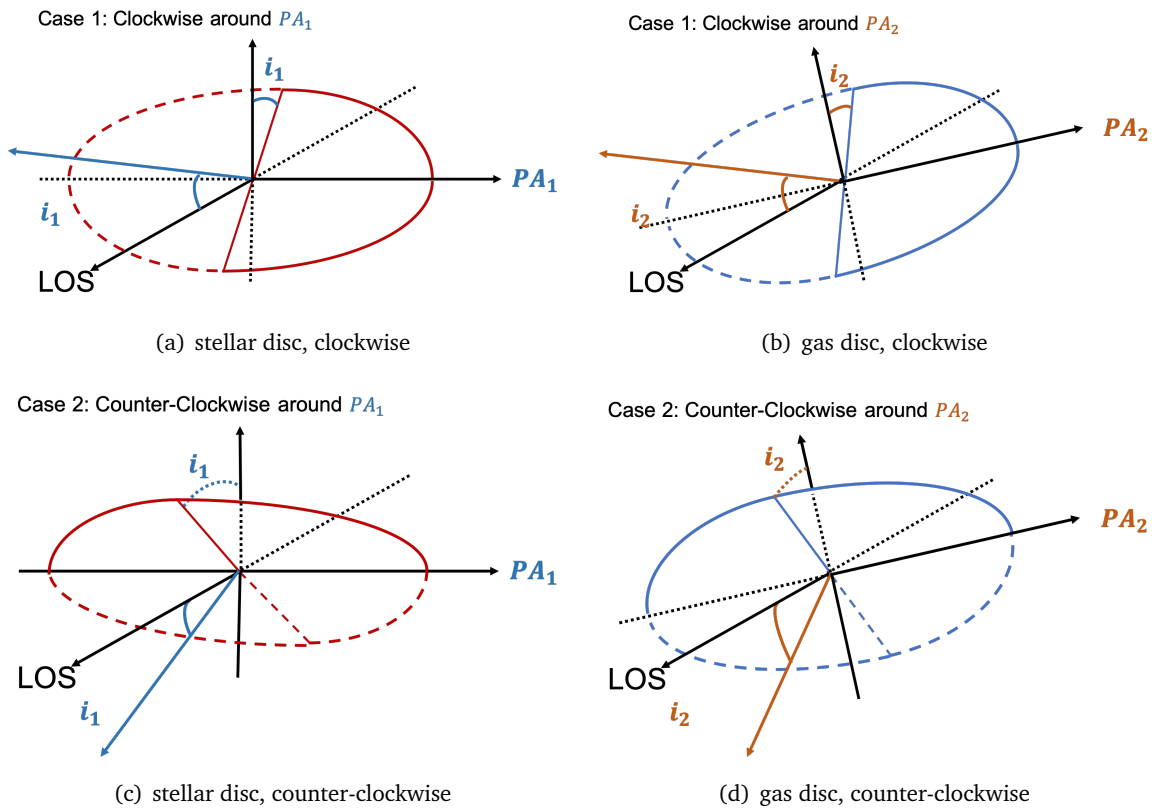 Case 1: Clockwise around PA₁
i₁
PA₁
i₁
LOS
(a) stellar disc, clockwise
Case 1: Clockwise around PA₂
i₂
PA₂
i₂
LOS
(b) gas disc, clockwise
Case 2: Counter-Clockwise around PA₁
i₁
PA₁
LOS
i₁
(c) stellar disc, counter-clockwise
Case 2: Counter-Clockwise around PA₂
i₂
PA₂
LOS
i₂
(d) gas disc, counter-clockwise